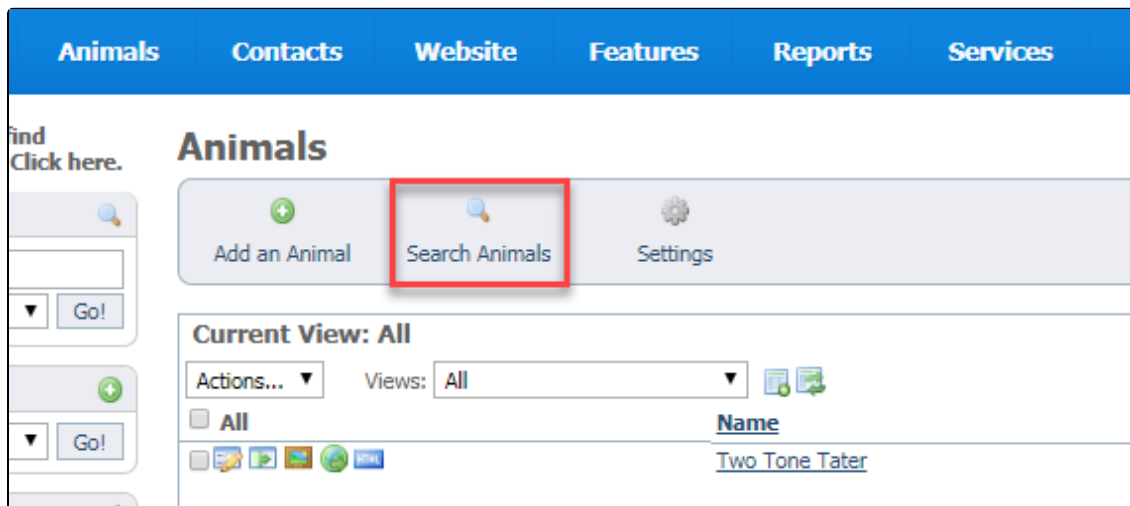 Animals Contacts Website Features Reports Services
find
Click here.
Go!
Go!
Animals
Add an Animal Search Animals Settings
Current View: All
Actions... Views: All
All Name
HTML Two Tone Tater